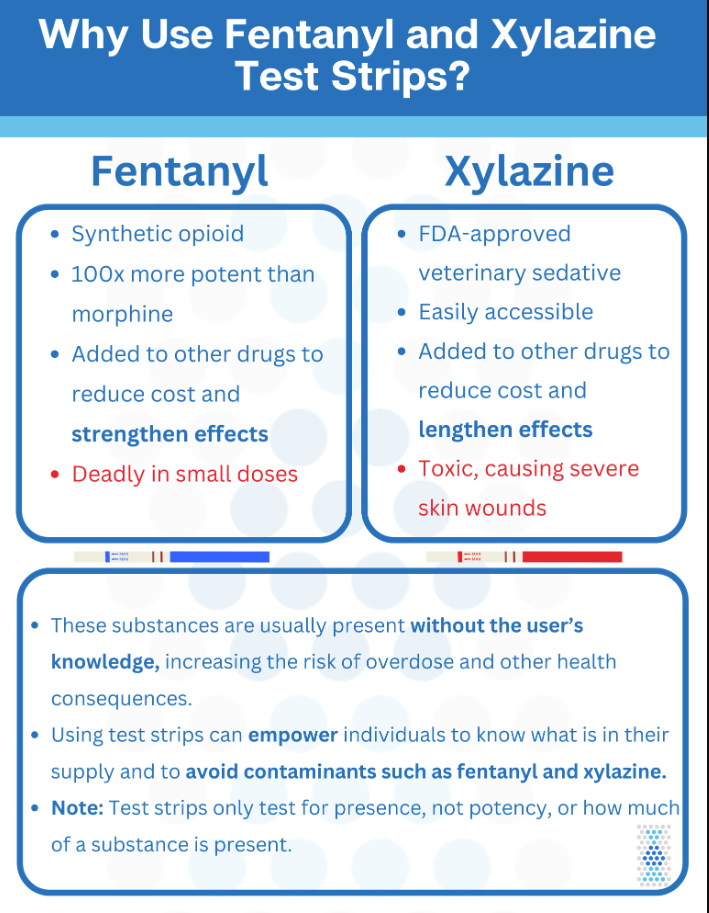 Why Use Fentanyl and Xylazine
Test Strips?
Fentanyl
• Synthetic opioid
• 100x more potent than
morphine
• Added to other drugs to
reduce cost and
strengthen effects
• Deadly in small doses
Xylazine
• FDA-approved
veterinary sedative
• Easily accessible
• Added to other drugs to
reduce cost and
lengthen effects
• Toxic, causing severe
skin wounds
• These substances are usually present without the user's
knowledge, increasing the risk of overdose and other health
consequences.
• Using test strips can empower individuals to know what is in their
supply and to avoid contaminants such as fentanyl and xylazine.
• Note: Test strips only test for presence, not potency, or how much
of a substance is present.